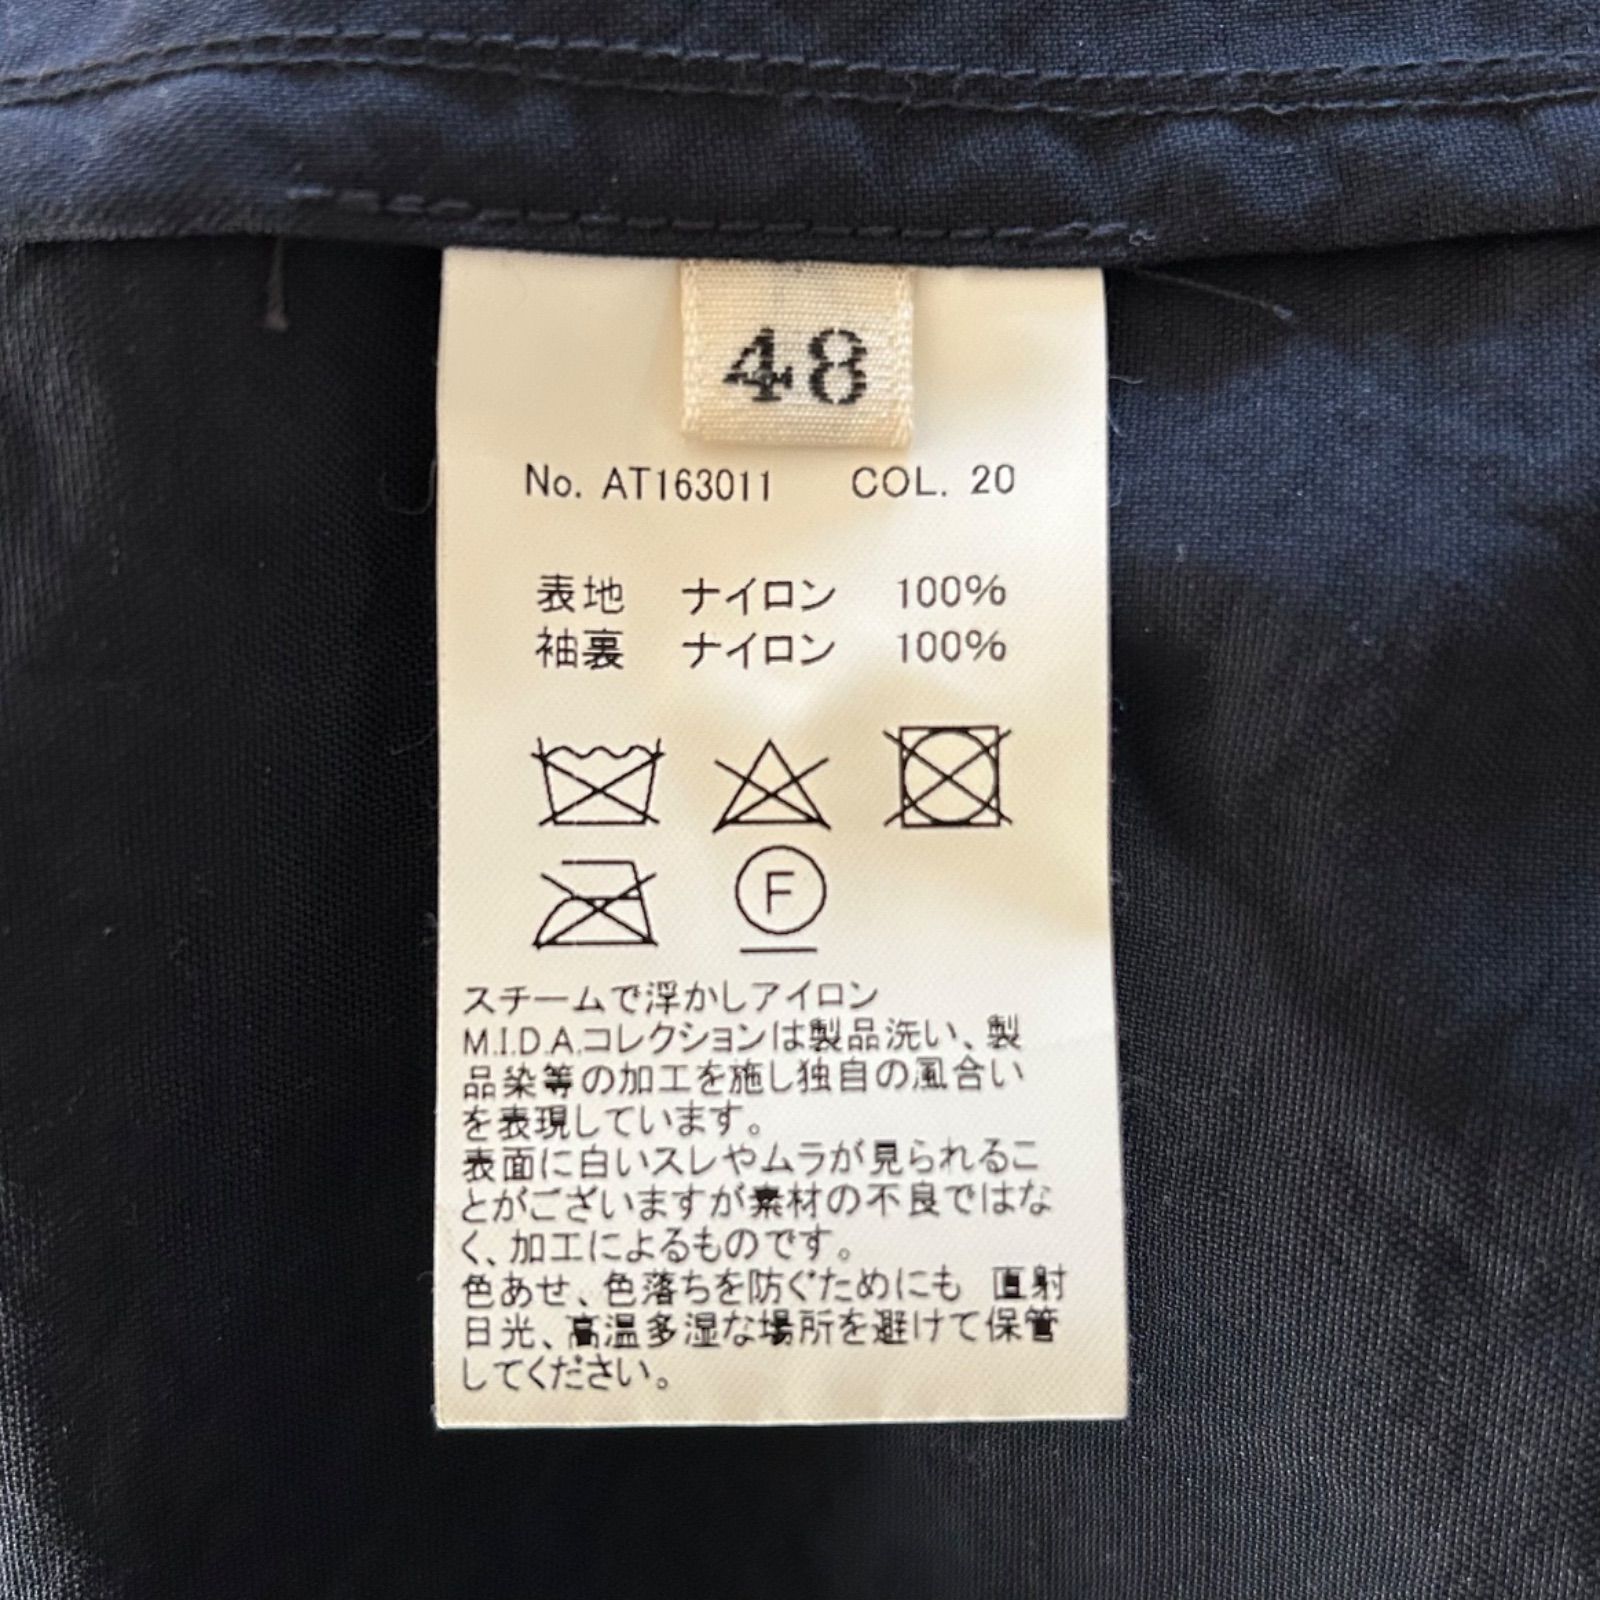 48
No. AT163011 COL. 20
表地 ナイロン 100%
袖裏 ナイロン 100%
F
スチームで浮かしアイロン
M.I.D.A.コレクションは製品洗い、製
品染等の加工を施し独自の風合い
を表現しています。
表面に白いスレやムラが見られるこ
とがございますが素材の不良ではな
く、加工によるものです。
色あせ、色落ちを防ぐためにも 直射
日光、高温多湿な場所を避けて保管
してください。